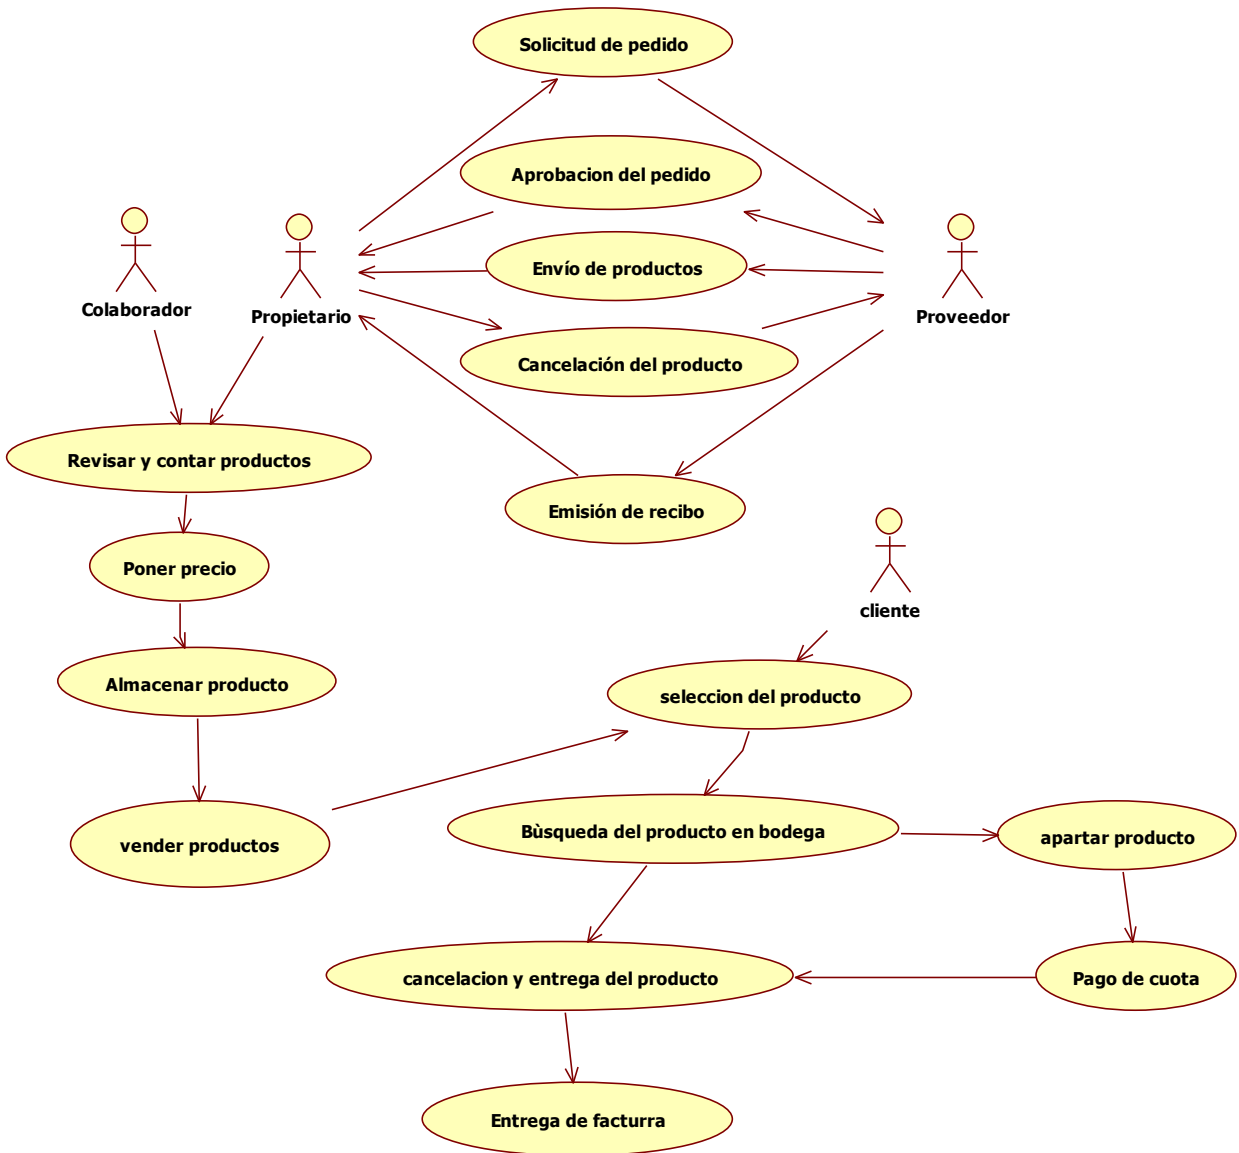 Solicitud de pedido
Aprobacion del pedido
Envío de productos
Colaborador
Propietario
Proveedor
Cancelación del producto
Revisar y contar productos
Emisión de recibo
Poner precio
cliente
Almacenar producto
seleccion del producto
vender productos
Bùsqueda del producto en bodega
apartar producto
cancelacion y entrega del producto
Pago de cuota
Entrega de facturra